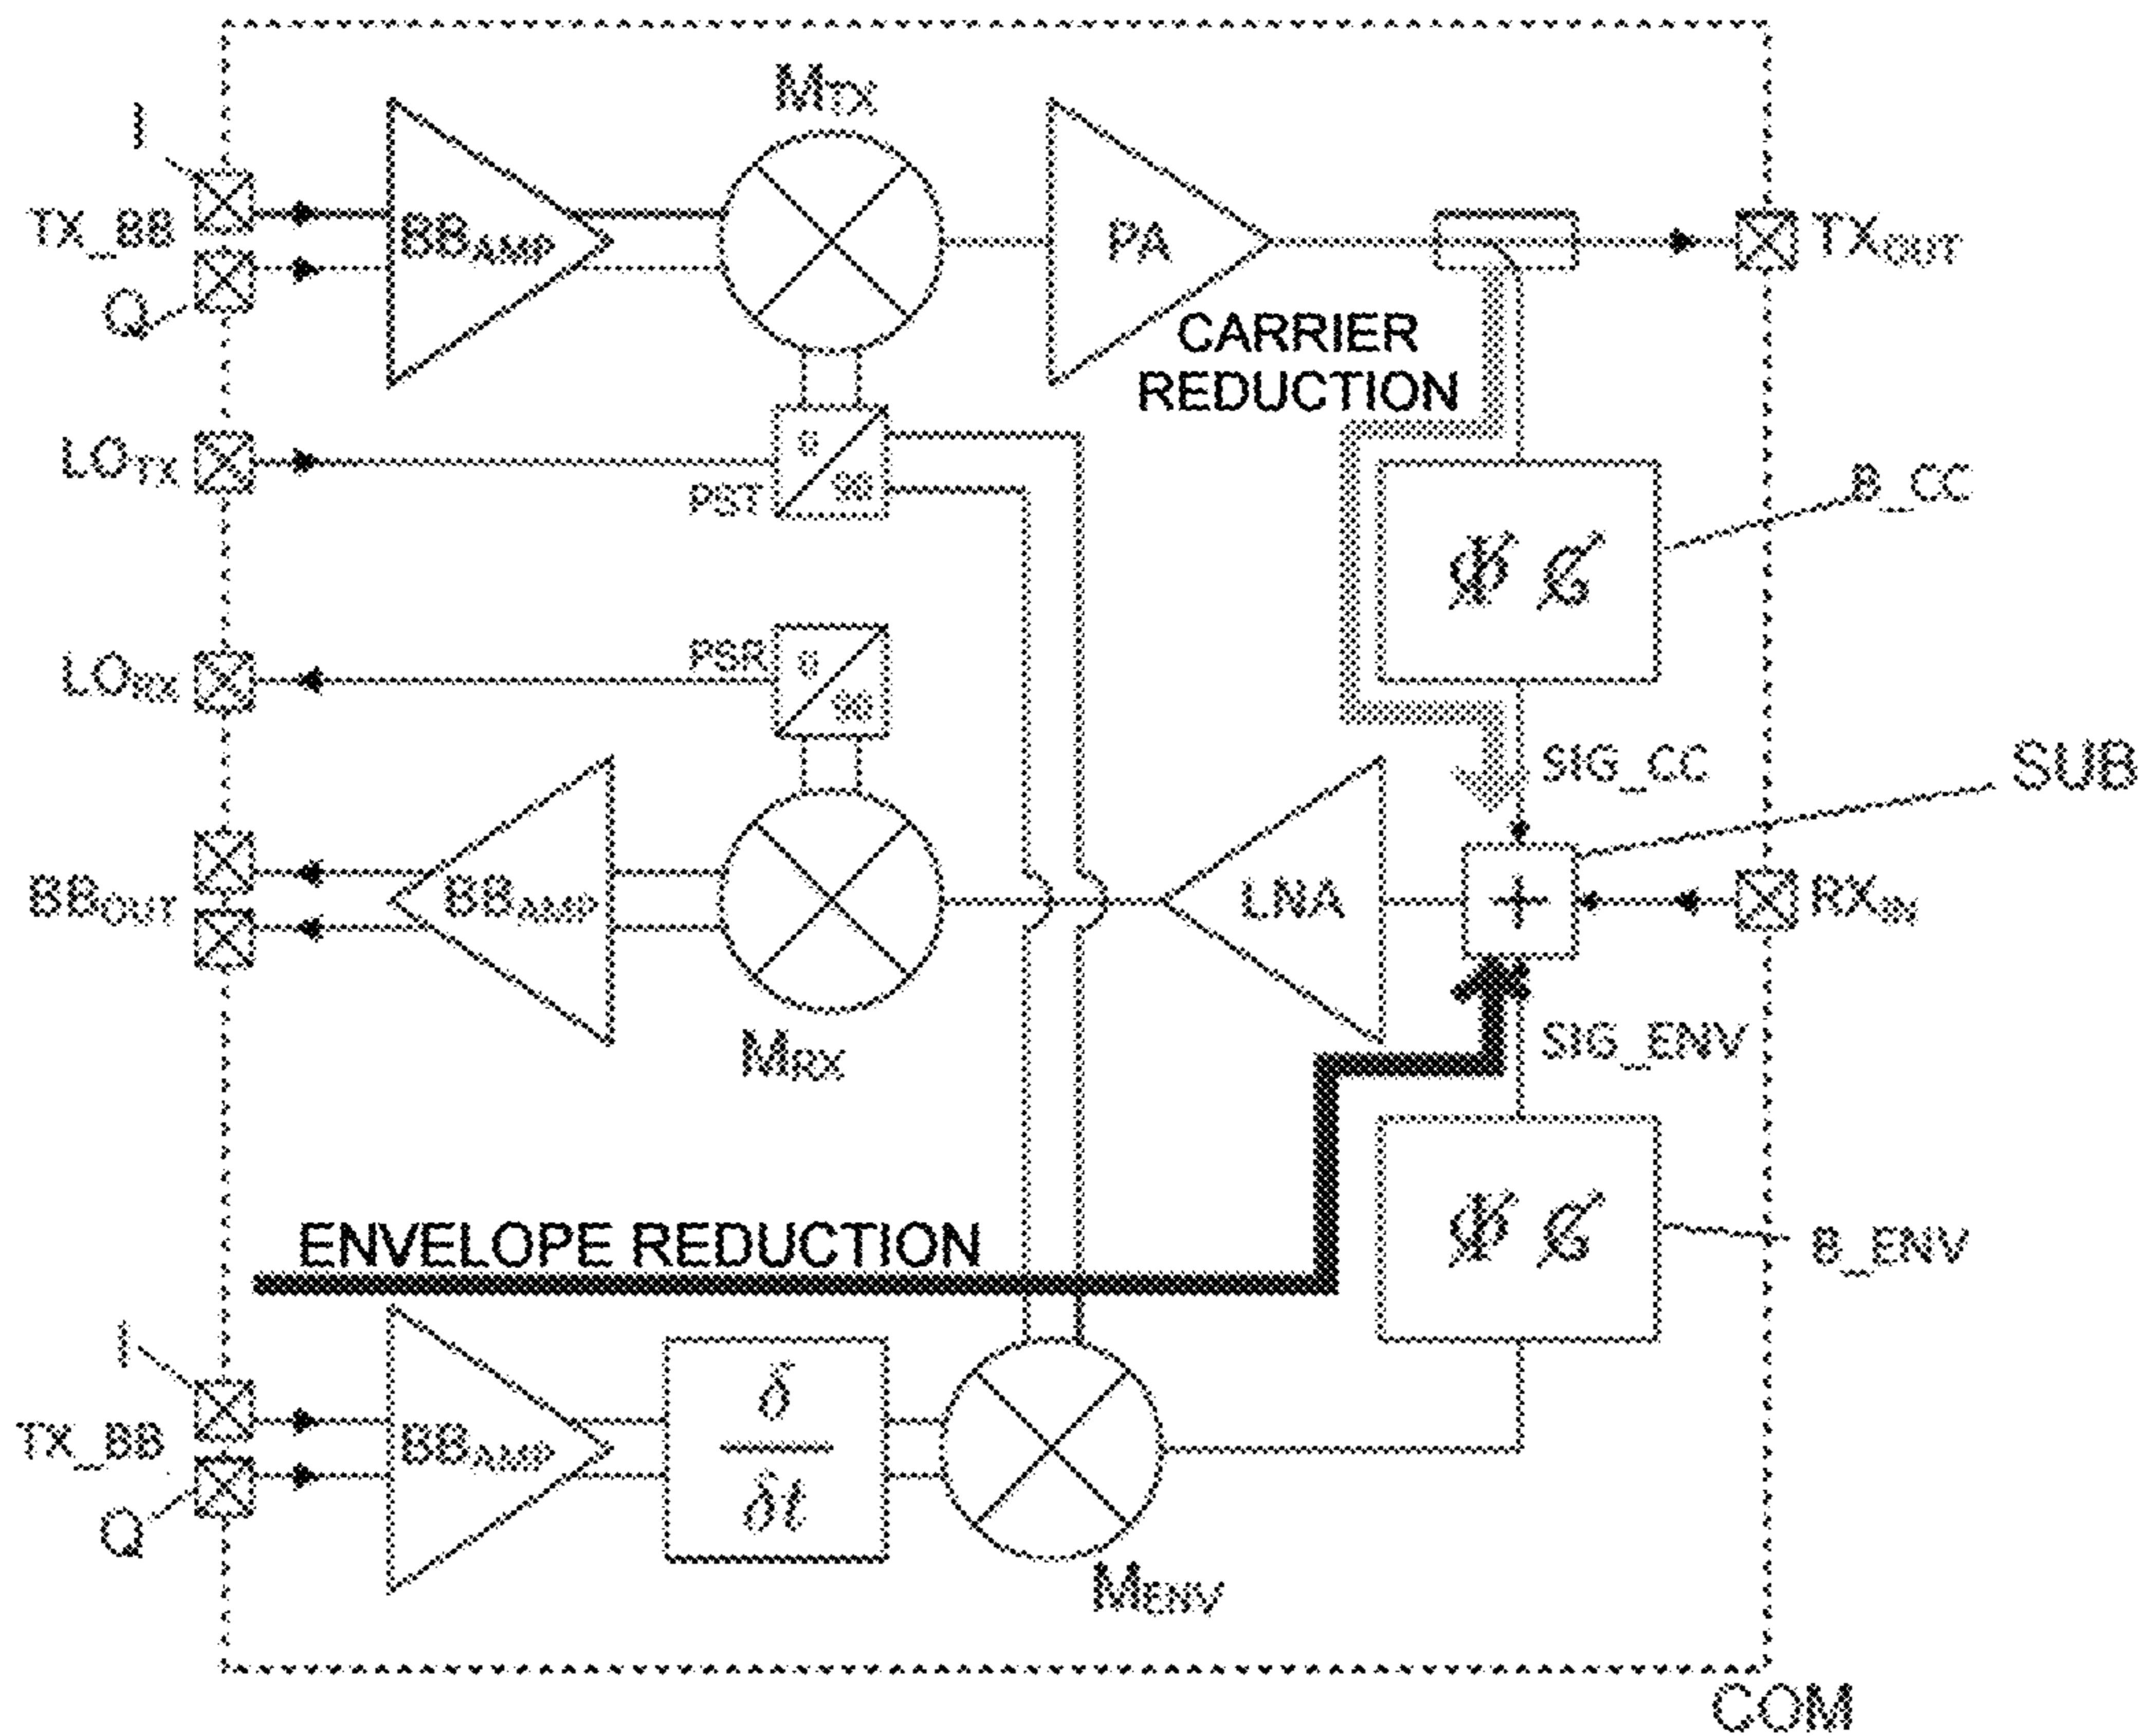 MTX
I
TX_BB
Q
BBAMP
PA
TXOUT
CARRIER
REDUCTION
LOTX
PST
0
90
B_CC
Φ G
LORX
PSR
0
90
SIG_CC
SUB
BBOUT
BBAMP
LNA
+
RXIN
MRX
SIG_ENV
ENVELOPE REDUCTION
Φ G
B_ENV
I
TX_BB
Q
BBAMP
δ
δt
MENV
COM